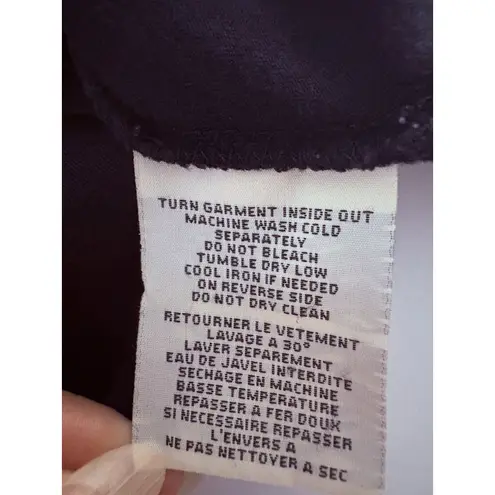 TURN GARMENT INSIDE OUT
MACHINE WASH COLD
SEPARATELY
DO NOT BLEACH
TUMBLE DRY LOW
COOL IRON IF NEEDED
ON REVERSE SIDE
DO NOT DRY CLEAN
RETOURNER LE VETEMENT
LAVAGE A 30°
LAVER SEPAREMENT
EAU DE JAVEL INTERDITE
SECHAGE EN MACHINE
BASSE TEMPERATURE
REPASSER A FER DOUX
SI NECESSAIRE REPASSER
L'ENVERS A
NE PAS NETTOYER A SEC